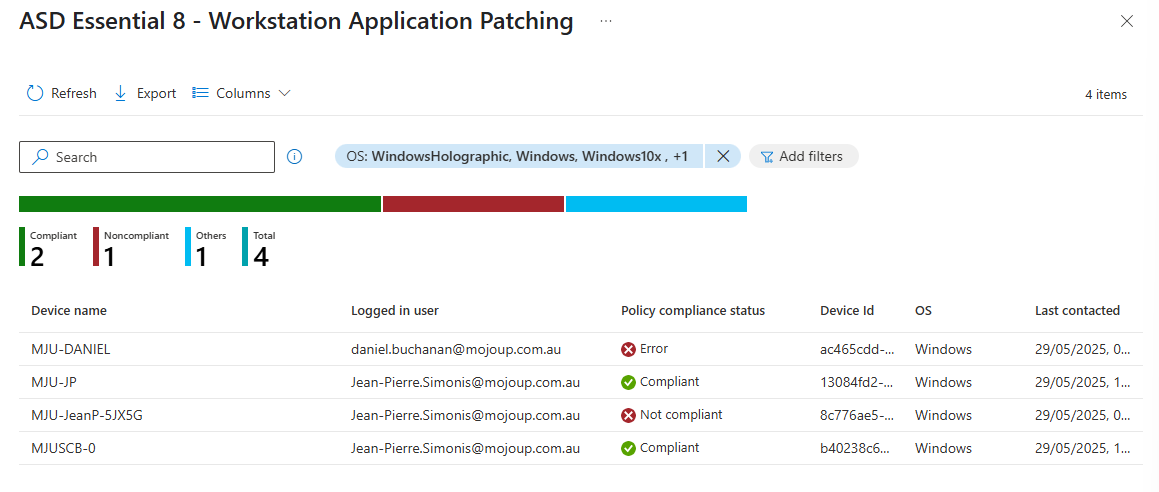 ASD Essential 8 - Workstation Application Patching ...
Refresh Export Columns 4 items
Search OS: WindowsHolographic, Windows, Windows10x , +1 Add filters
Compliant Noncompliant Others Total
2 1 1 4
Device name Logged in user Policy compliance status Device Id OS Last contacted
MJU-DANIEL daniel.buchanan@mojoup.com.au Error ac465cdd-... Windows 29/05/2025, 0...
MJU-JP Jean-Pierre.Simonis@mojoup.com.au Compliant 13084fd2-... Windows 29/05/2025, 1...
MJU-JeanP-5JX5G Jean-Pierre.Simonis@mojoup.com.au Not compliant 8c776ae5-... Windows 29/05/2025, 0...
MJUSCB-0 Jean-Pierre.Simonis@mojoup.com.au Compliant b40238c6... Windows 29/05/2025, 1...